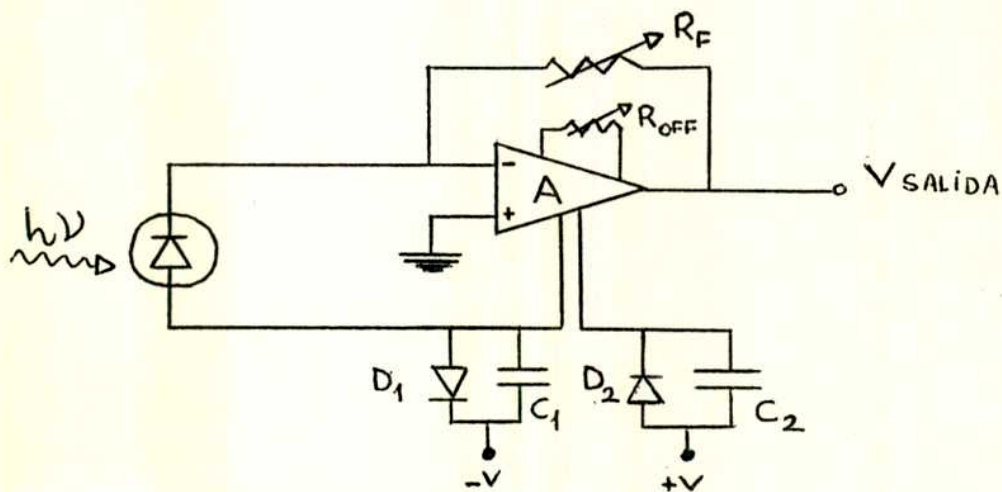 R_F
R_OFF
-
A
+
V_SALIDA
hν
D_1
C_1
D_2
C_2
-V
+V